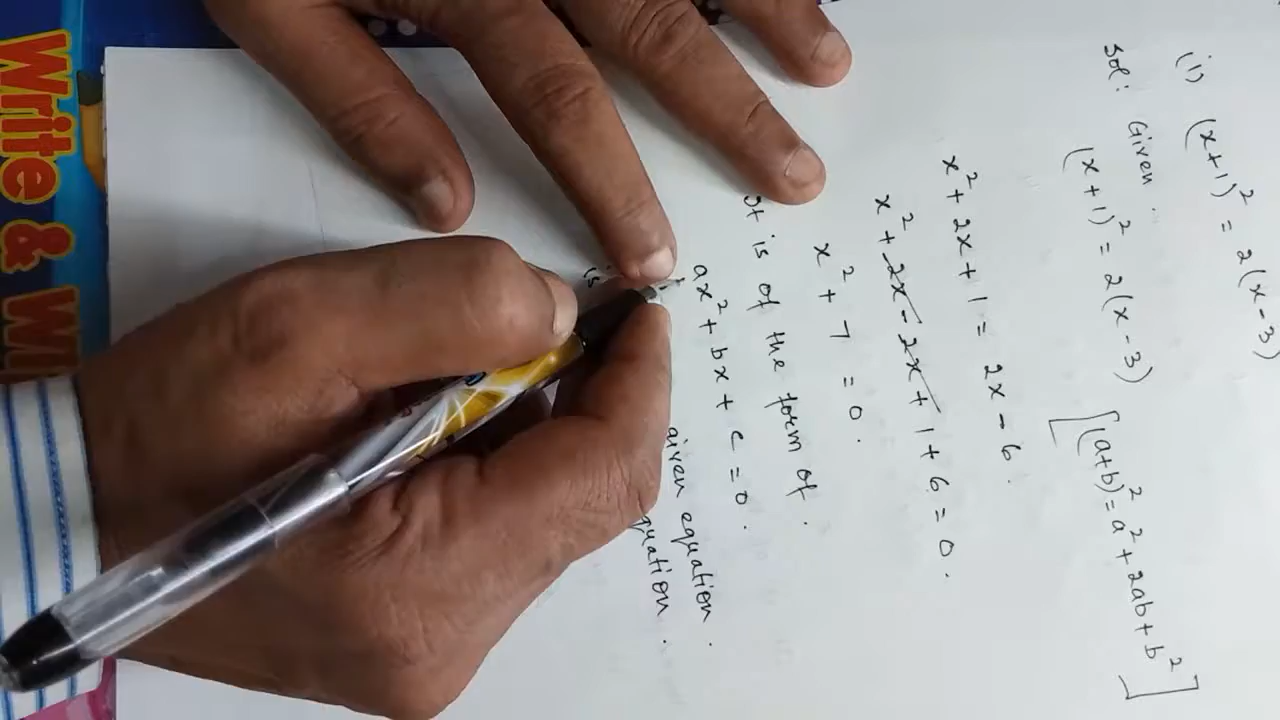 (i) (x+1)² = 2(x-3)
Sol: Given.
(x+1)² = 2(x-3) [(a+b)² = a² + 2ab + b²]
x² + 2x + 1 = 2x - 6.
x² + 2x - 2x + 1 + 6 = 0.
x² + 7 = 0.
It is of the form of.
ax² + bx + c = 0.
given equation.
is
Write &